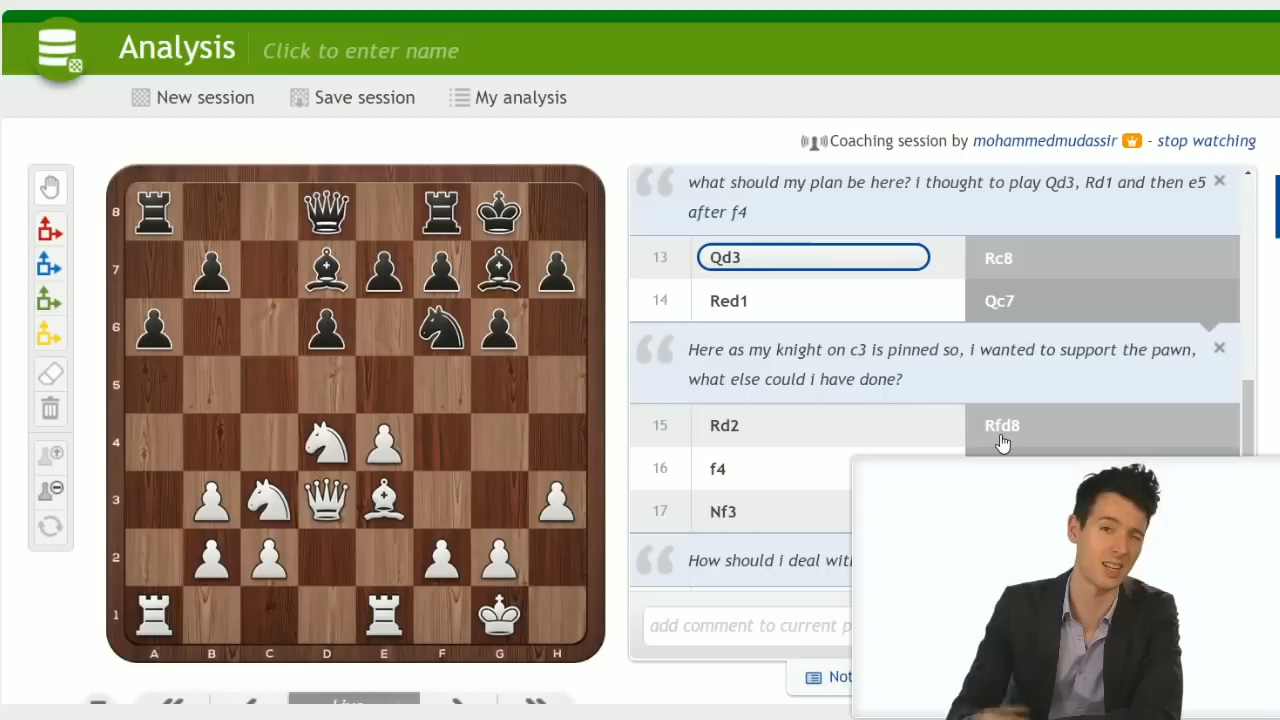 Analysis Click to enter name
New session Save session My analysis
Coaching session by mohammedmudassir - stop watching
what should my plan be here? i thought to play Qd3, Rd1 and then e5
after f4
13 Qd3 Rc8
14 Red1 Qc7
Here as my knight on c3 is pinned so, i wanted to support the pawn,
what else could i have done?
15 Rd2 Rfd8
16 f4
17 Nf3
How should i deal
add comment to current
Not
8
7
6
5
4
3
2
1
A B C D E F G H
Live